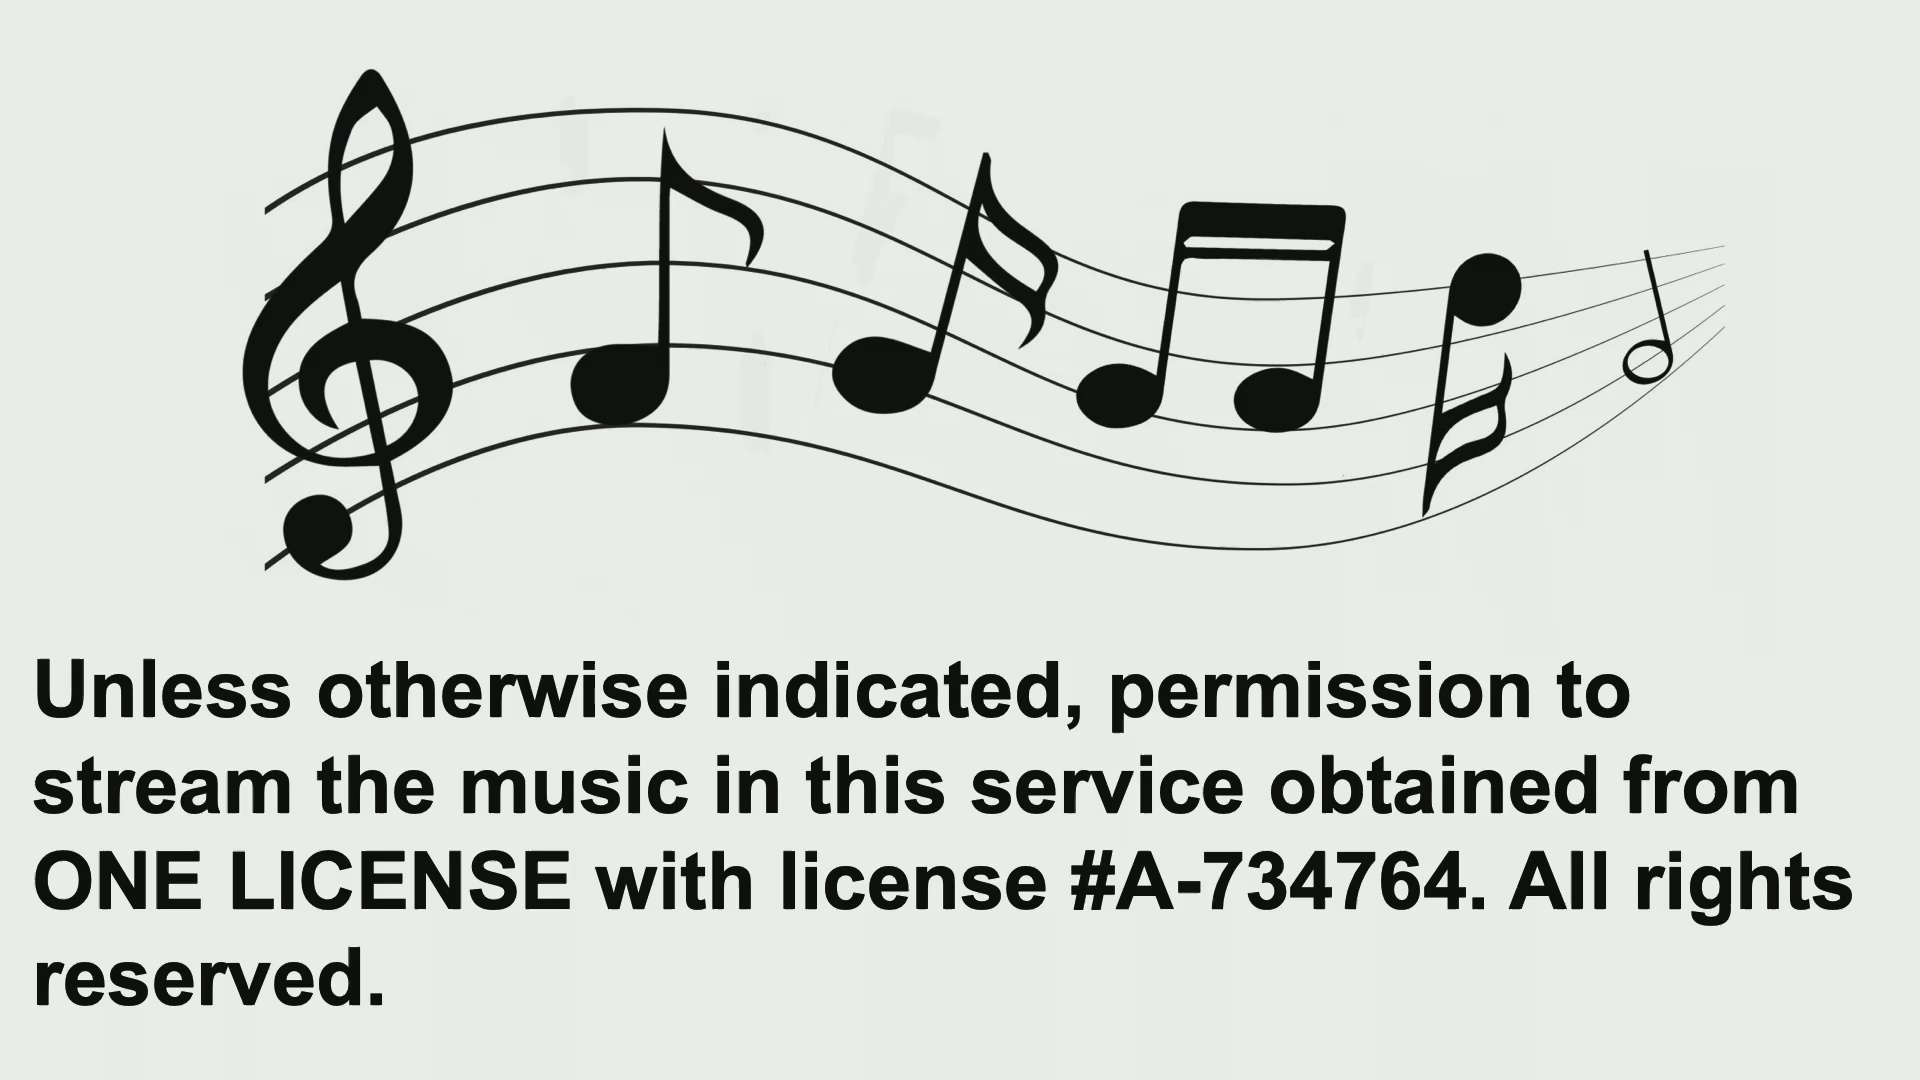 Unless otherwise indicated, permission to
stream the music in this service obtained from
ONE LICENSE with license #A-734764. All rights
reserved.